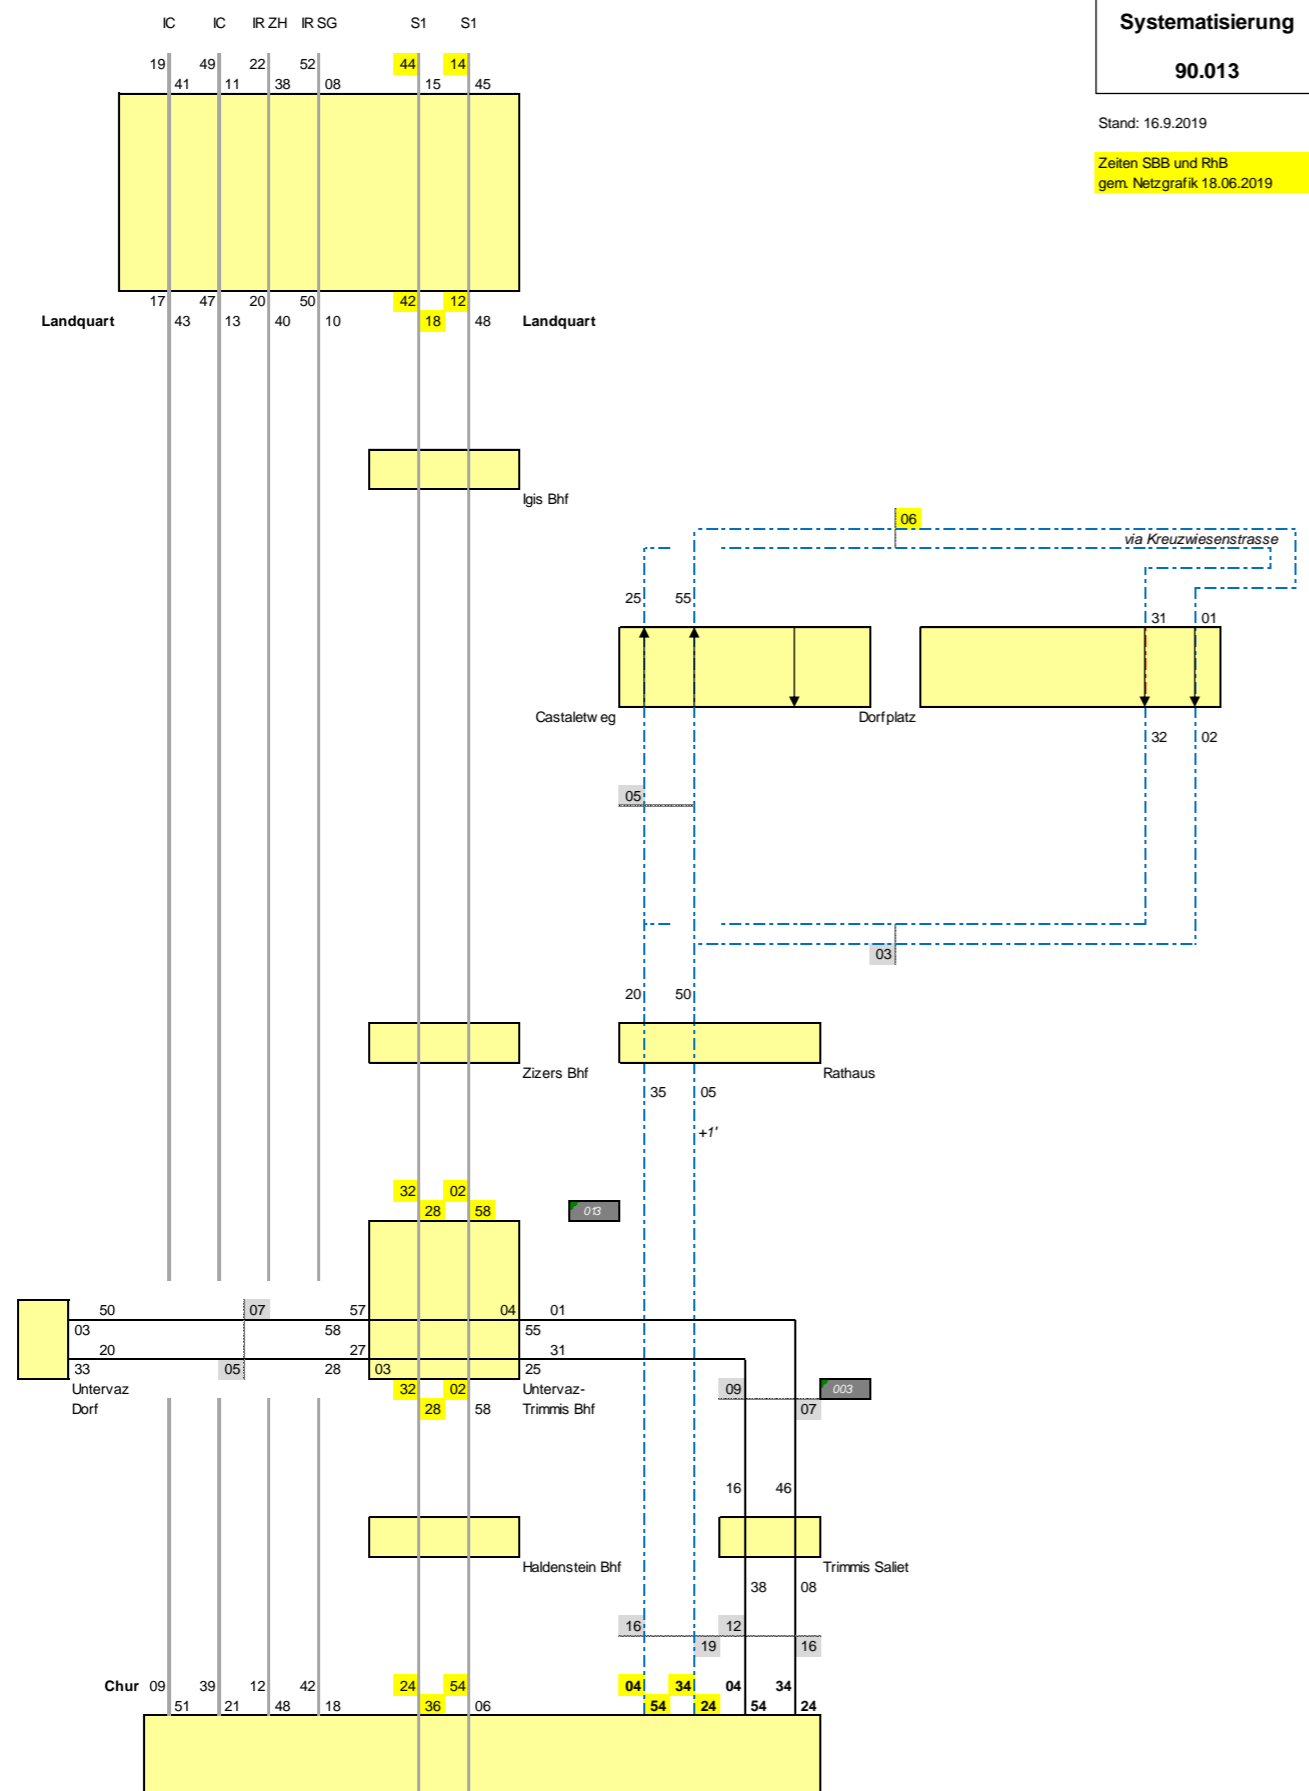 IC IC IR ZH IR SG S1 S1
Systematisierung
90.013
19 49 22 52 44 14
41 11 38 08 15 45
Stand: 16.9.2019
Zeiten SBB und RhB
gem. Netzgrafik 18.06.2019
17 47 20 50 42 12
Landquart 43 13 40 10 18 48 Landquart
Igis Bhf
06
via Kreuzwiesenstrasse
25 55
31 01
Castaletweg Dorfplatz
32 02
05
03
20 50
Zizers Bhf Rathaus
35 05
+1'
32 02
28 58 013
50 07 57 04 01
03 58 55
20 27 31
33 05 28 03 25
Untervaz Dorf
32 02
Untervaz-Trimmis Bhf
09 003
28 58 07
16 46
Haldenstein Bhf Trimmis Saliet
38 08
16 12
19 16
Chur 09 39 12 42 24 54 04 34 04 34
51 21 48 18 36 06 54 24 54 24